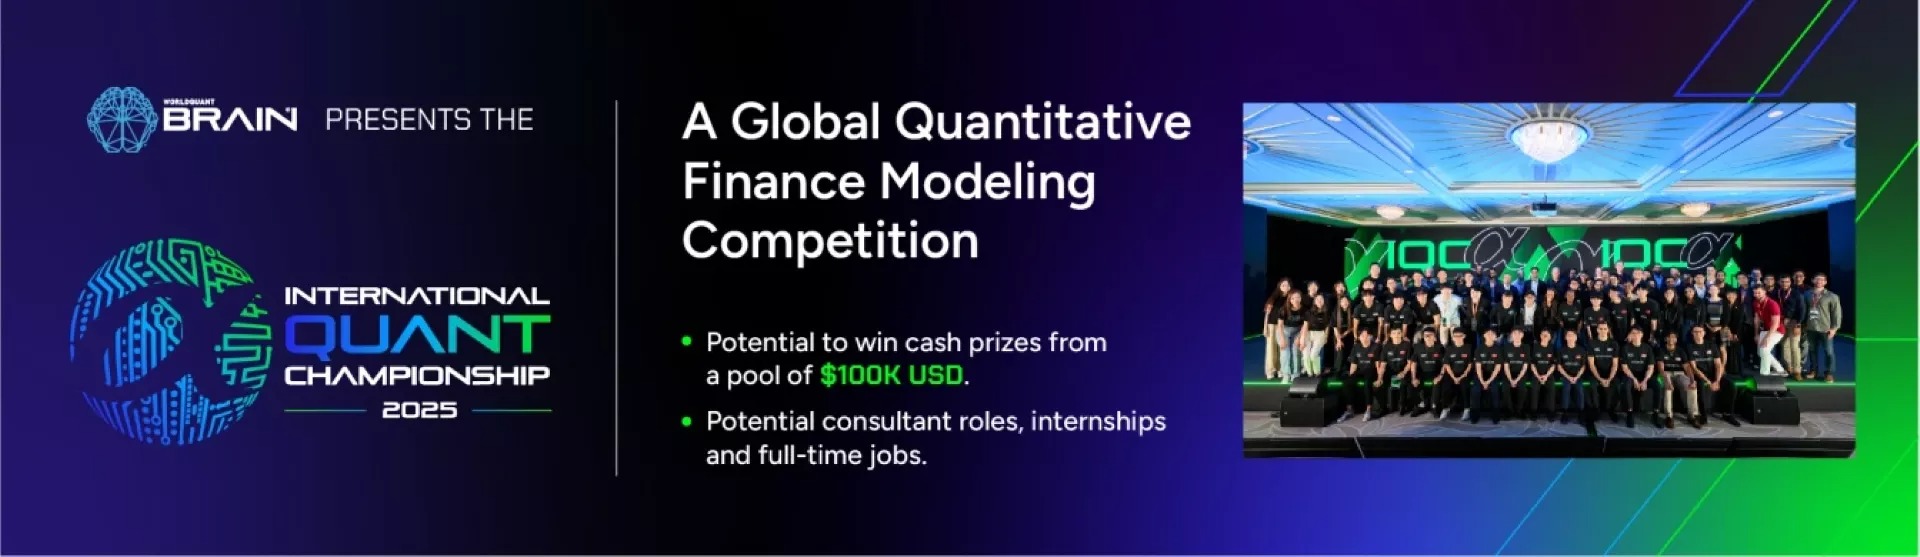 WORLDQUANT
BRAIN PRESENTS THE
INTERNATIONAL
QUANT
CHAMPIONSHIP
2025
A Global Quantitative
Finance Modeling
Competition
• Potential to win cash prizes from
a pool of $100K USD.
• Potential consultant roles, internships
and full-time jobs.
IQC α IQC α